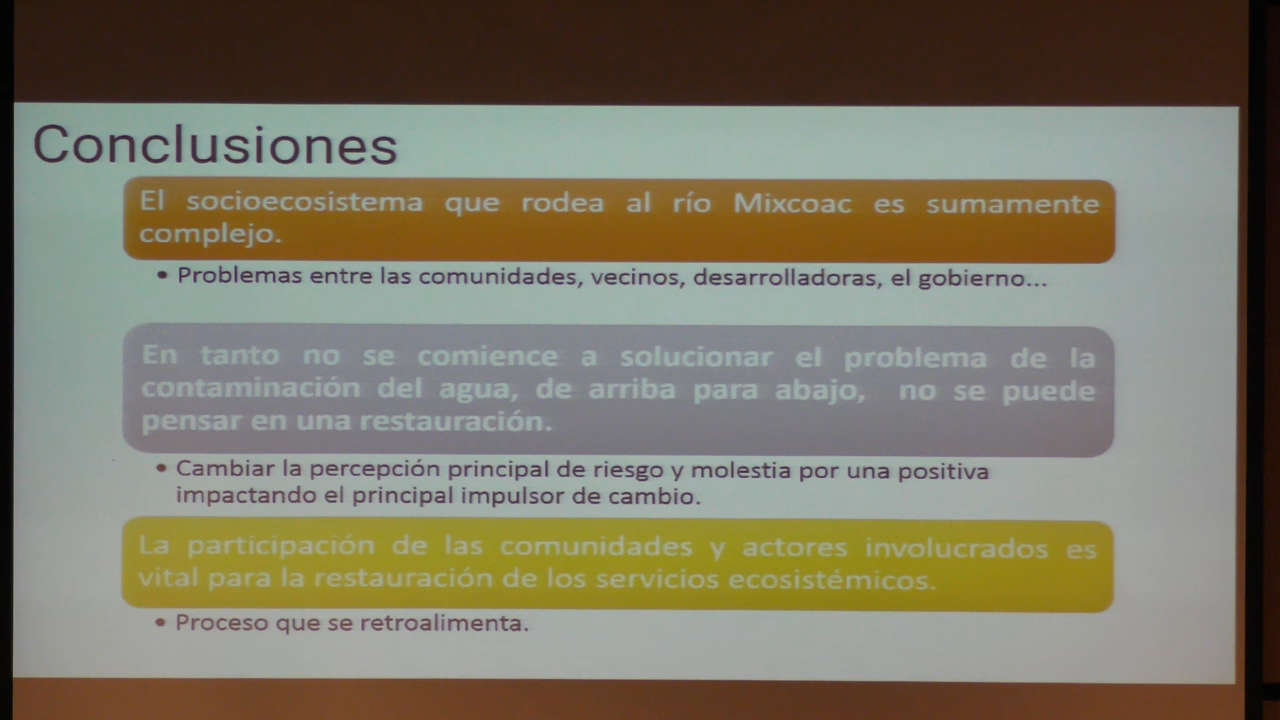 Conclusiones
El socioecosistema que rodea al río Mixcoac es sumamente
complejo.
• Problemas entre las comunidades, vecinos, desarrolladoras, el gobierno...
En tanto no se comience a solucionar el problema de la
contaminación del agua, de arriba para abajo, no se puede
pensar en una restauración.
• Cambiar la percepción principal de riesgo y molestia por una positiva
impactando el principal impulsor de cambio.
La participación de las comunidades y actores involucrados es
vital para la restauración de los servicios ecosistémicos.
• Proceso que se retroalimenta.